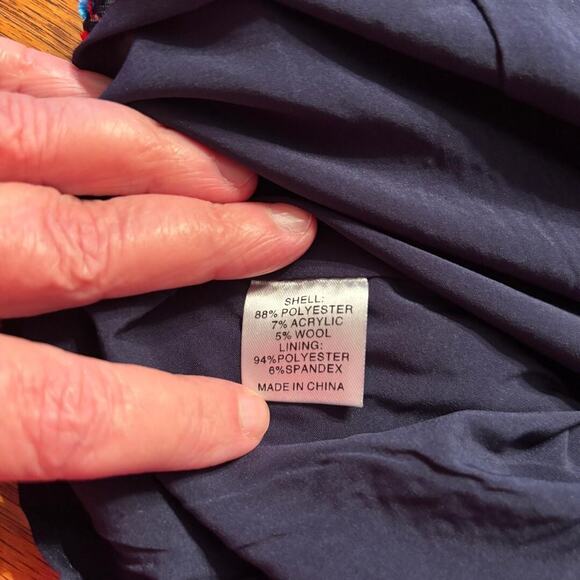 SHELL:
88% POLYESTER
7% ACRYLIC
5% WOOL
LINING:
94%POLYESTER
6%SPANDEX
MADE IN CHINA